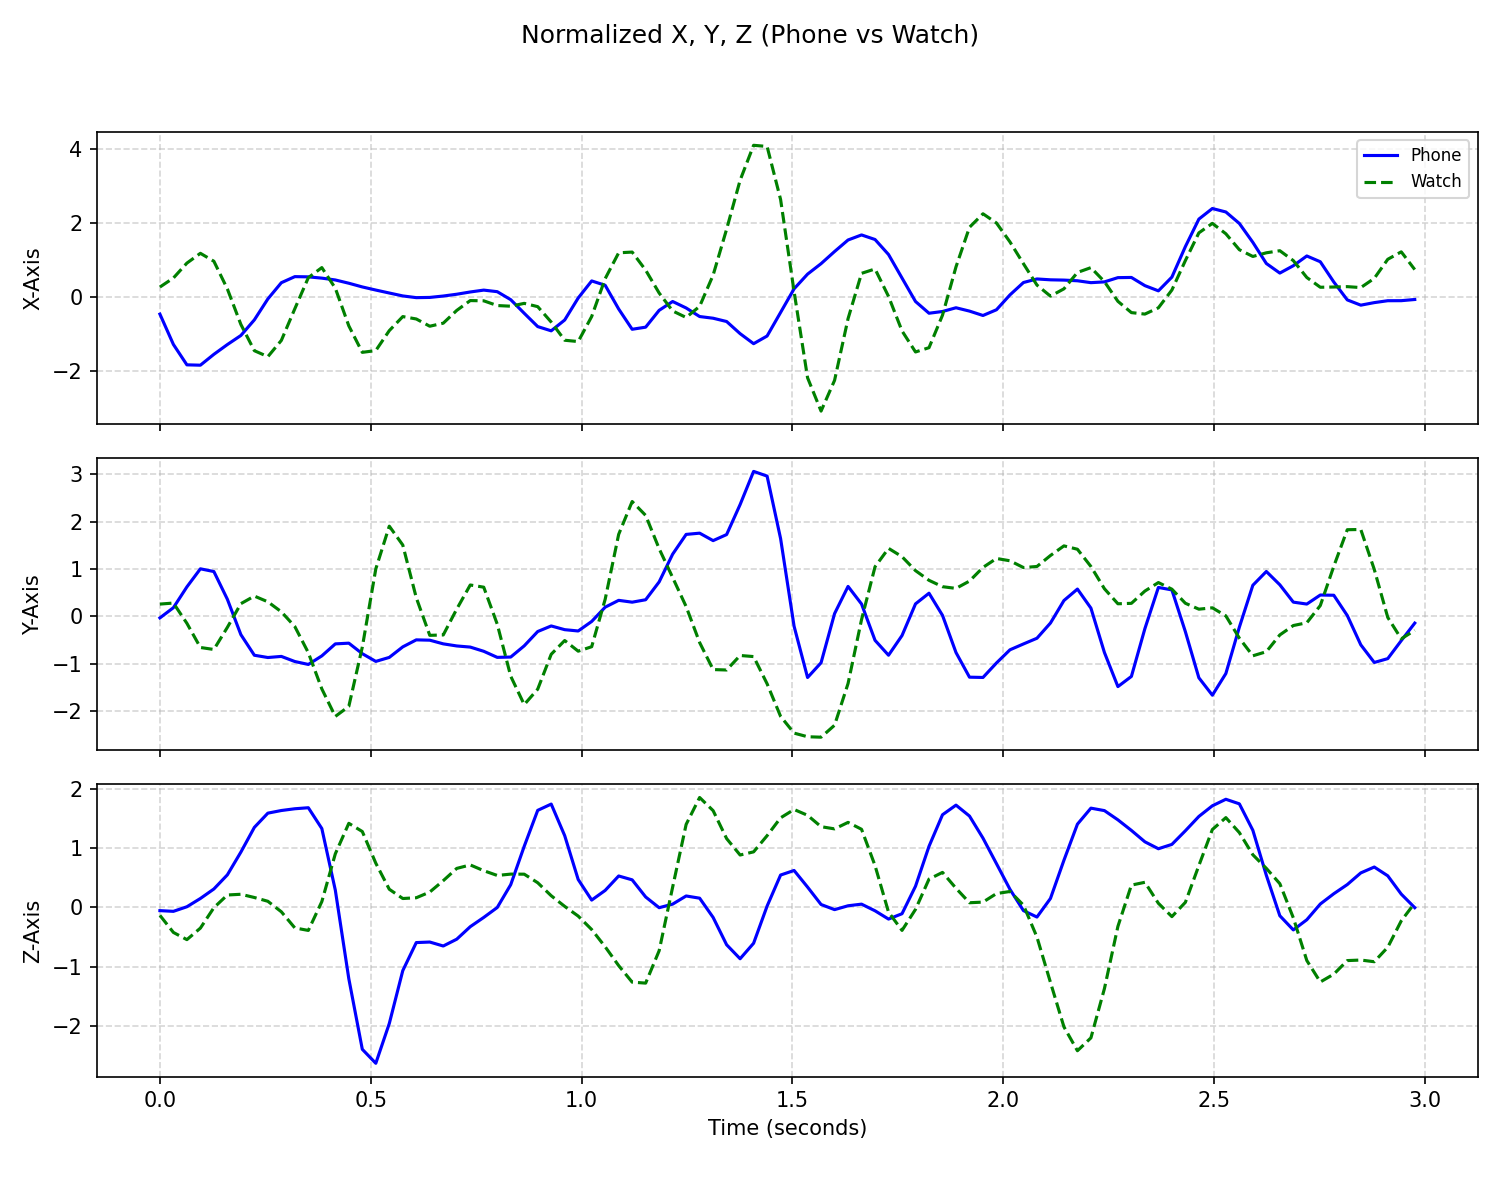 Normalized X, Y, Z (Phone vs Watch)
4
2
0
−2
X-Axis
Phone
Watch
3
2
1
0
−1
−2
Y-Axis
2
1
0
−1
−2
Z-Axis
0.0 0.5 1.0 1.5 2.0 2.5 3.0
Time (seconds)